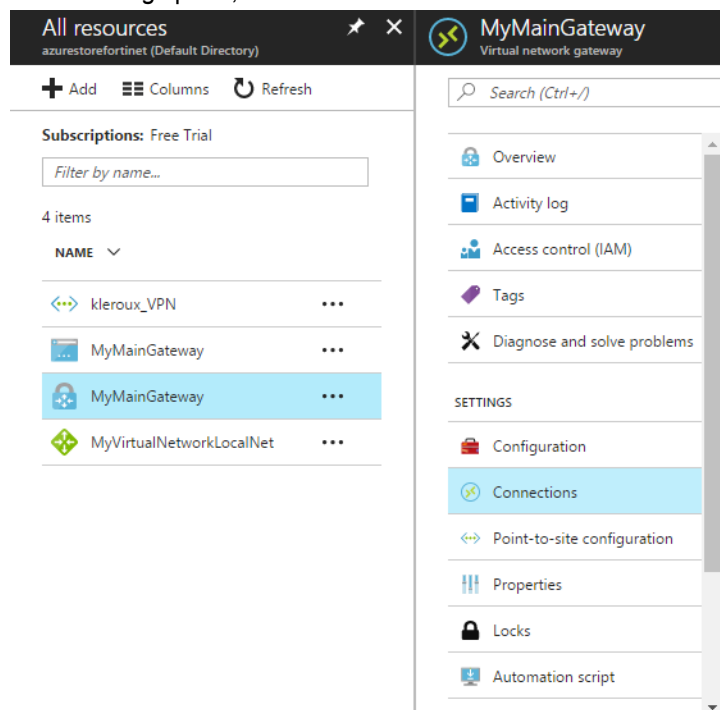 All resources
azurestorefortinet (Default Directory)
Add Columns Refresh
Subscriptions: Free Trial
Filter by name...
4 items
NAME
kleroux_VPN
MyMainGateway
MyMainGateway
MyVirtualNetworkLocalNet
MyMainGateway
Virtual network gateway
Search (Ctrl+/)
Overview
Activity log
Access control (IAM)
Tags
Diagnose and solve problems
SETTINGS
Configuration
Connections
Point-to-site configuration
Properties
Locks
Automation script